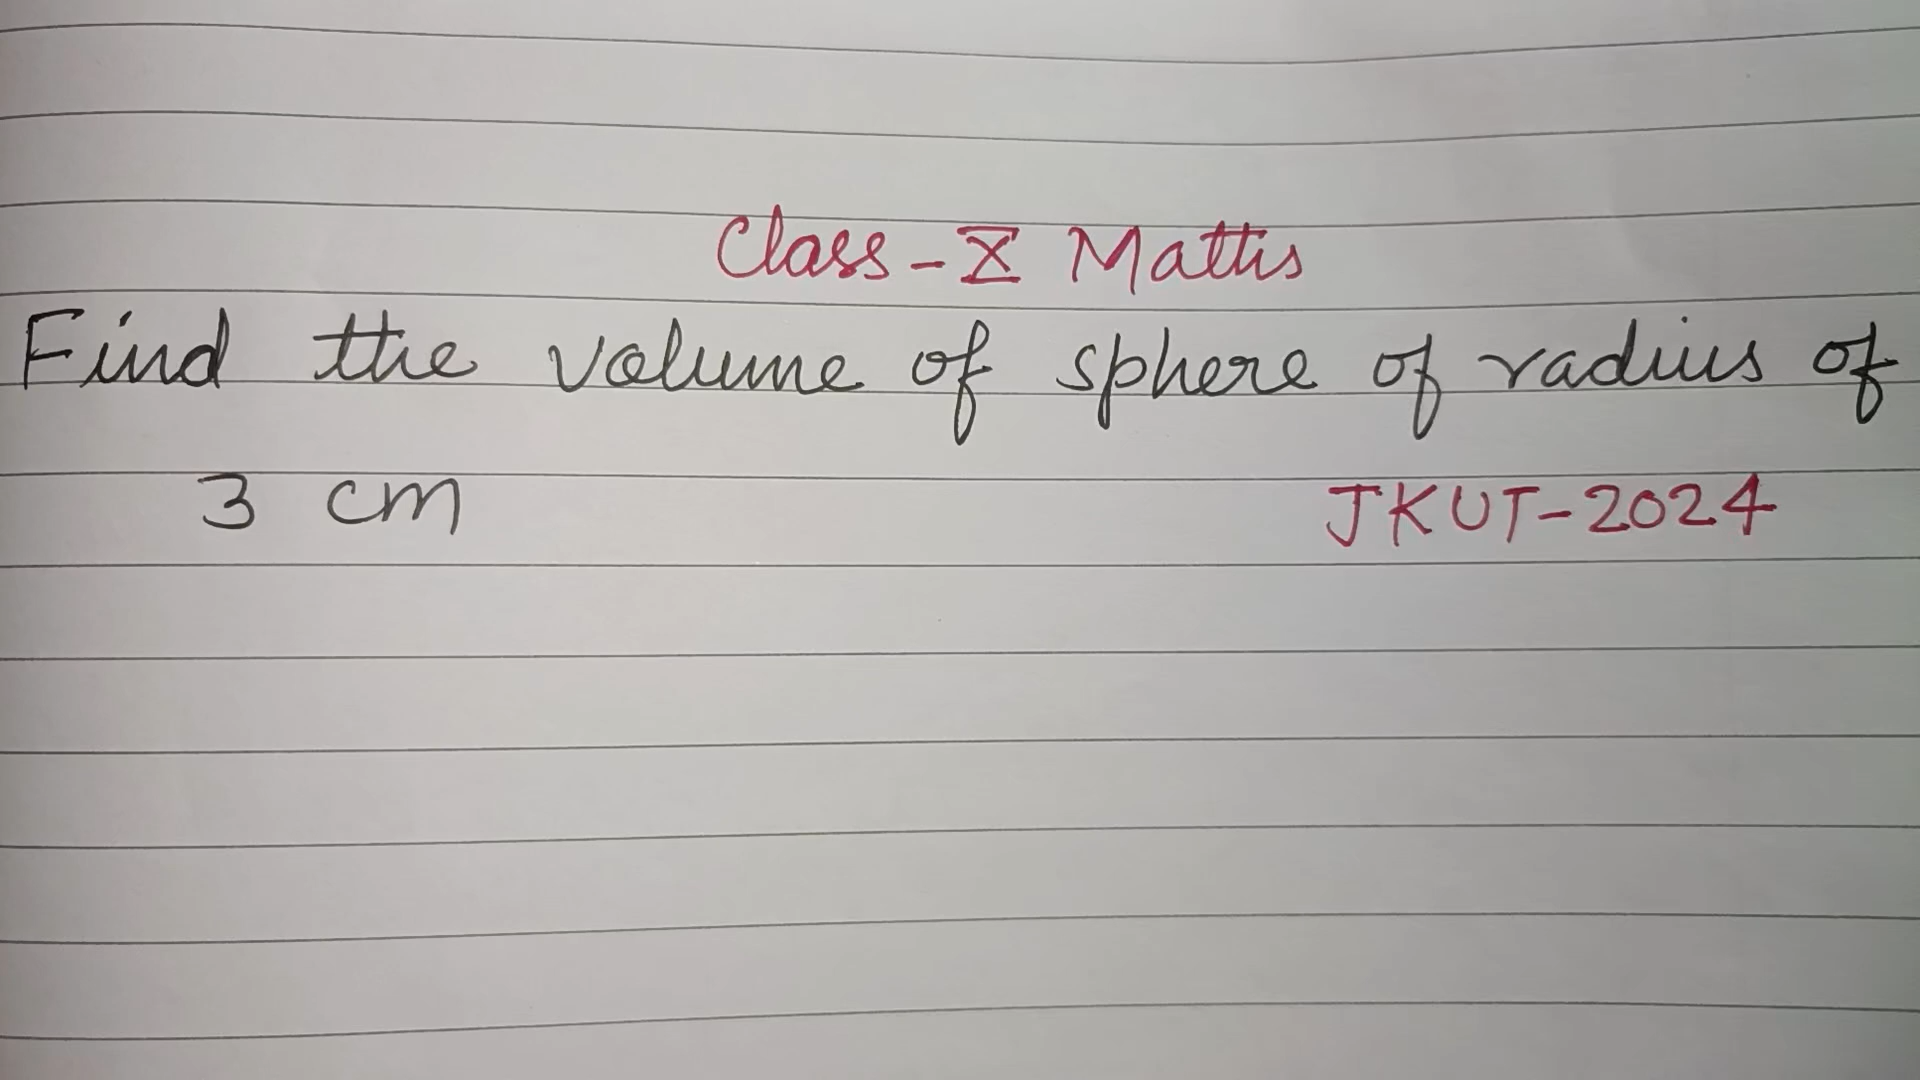 Class-X Maths
Find the volume of sphere of radius of
3 cm JKUT-2024